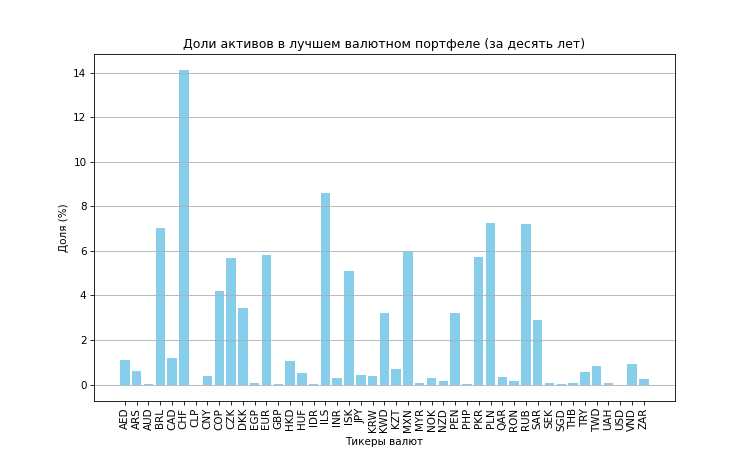 Доли активов в лучшем валютном портфеле (за десять лет)
Доля (%)
14
12
10
8
6
4
2
0
AED
ARS
AUD
BRL
CAD
CHF
CLP
CNY
COP
CZK
DKK
EGP
EUR
GBP
HKD
HUF
IDR
ILS
INR
ISK
JPY
KRW
KWD
KZT
MXN
MYR
NOK
NZD
PEN
PHP
PKR
PLN
QAR
RON
RUB
SAR
SEK
SGD
THB
TRY
TWD
UAH
USD
VND
ZAR
Тикеры валют